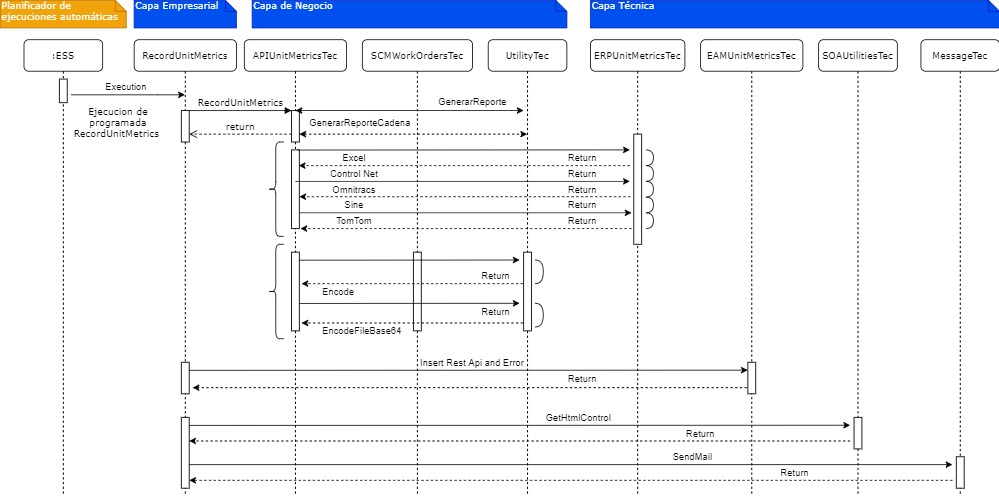 Planificador de
ejecuciones automáticas
Capa Empresarial
Capa de Negocio
Capa Técnica
:ESS
RecordUnitMetrics
APIUnitMetricsTec
SCMWorkOrdersTec
UtilityTec
ERPUnitMetricsTec
EAMUnitMetricsTec
SOAUtilitiesTec
MessageTec
Execution
Ejecucion de
programada
RecordUnitMetrics
RecordUnitMetrics
GenerarReporte
return
GenerarReporteCadena
Excel
Return
Control Net
Return
Omnitracs
Return
Sine
Return
TomTom
Return
Return
Encode
Return
EncodeFileBase64
Insert Rest Api and Error
Return
GetHtmlControl
Return
SendMail
Return